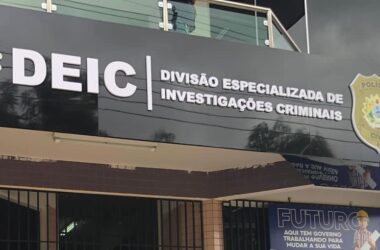 DEIC
DIVISÃO ESPECIALIZADA DE
INVESTIGAÇÕES CRIMINAIS
FUTURO
AQUI TEM GOVERNO
TRABALHANDO PARA
MUDAR A SUA VIDA